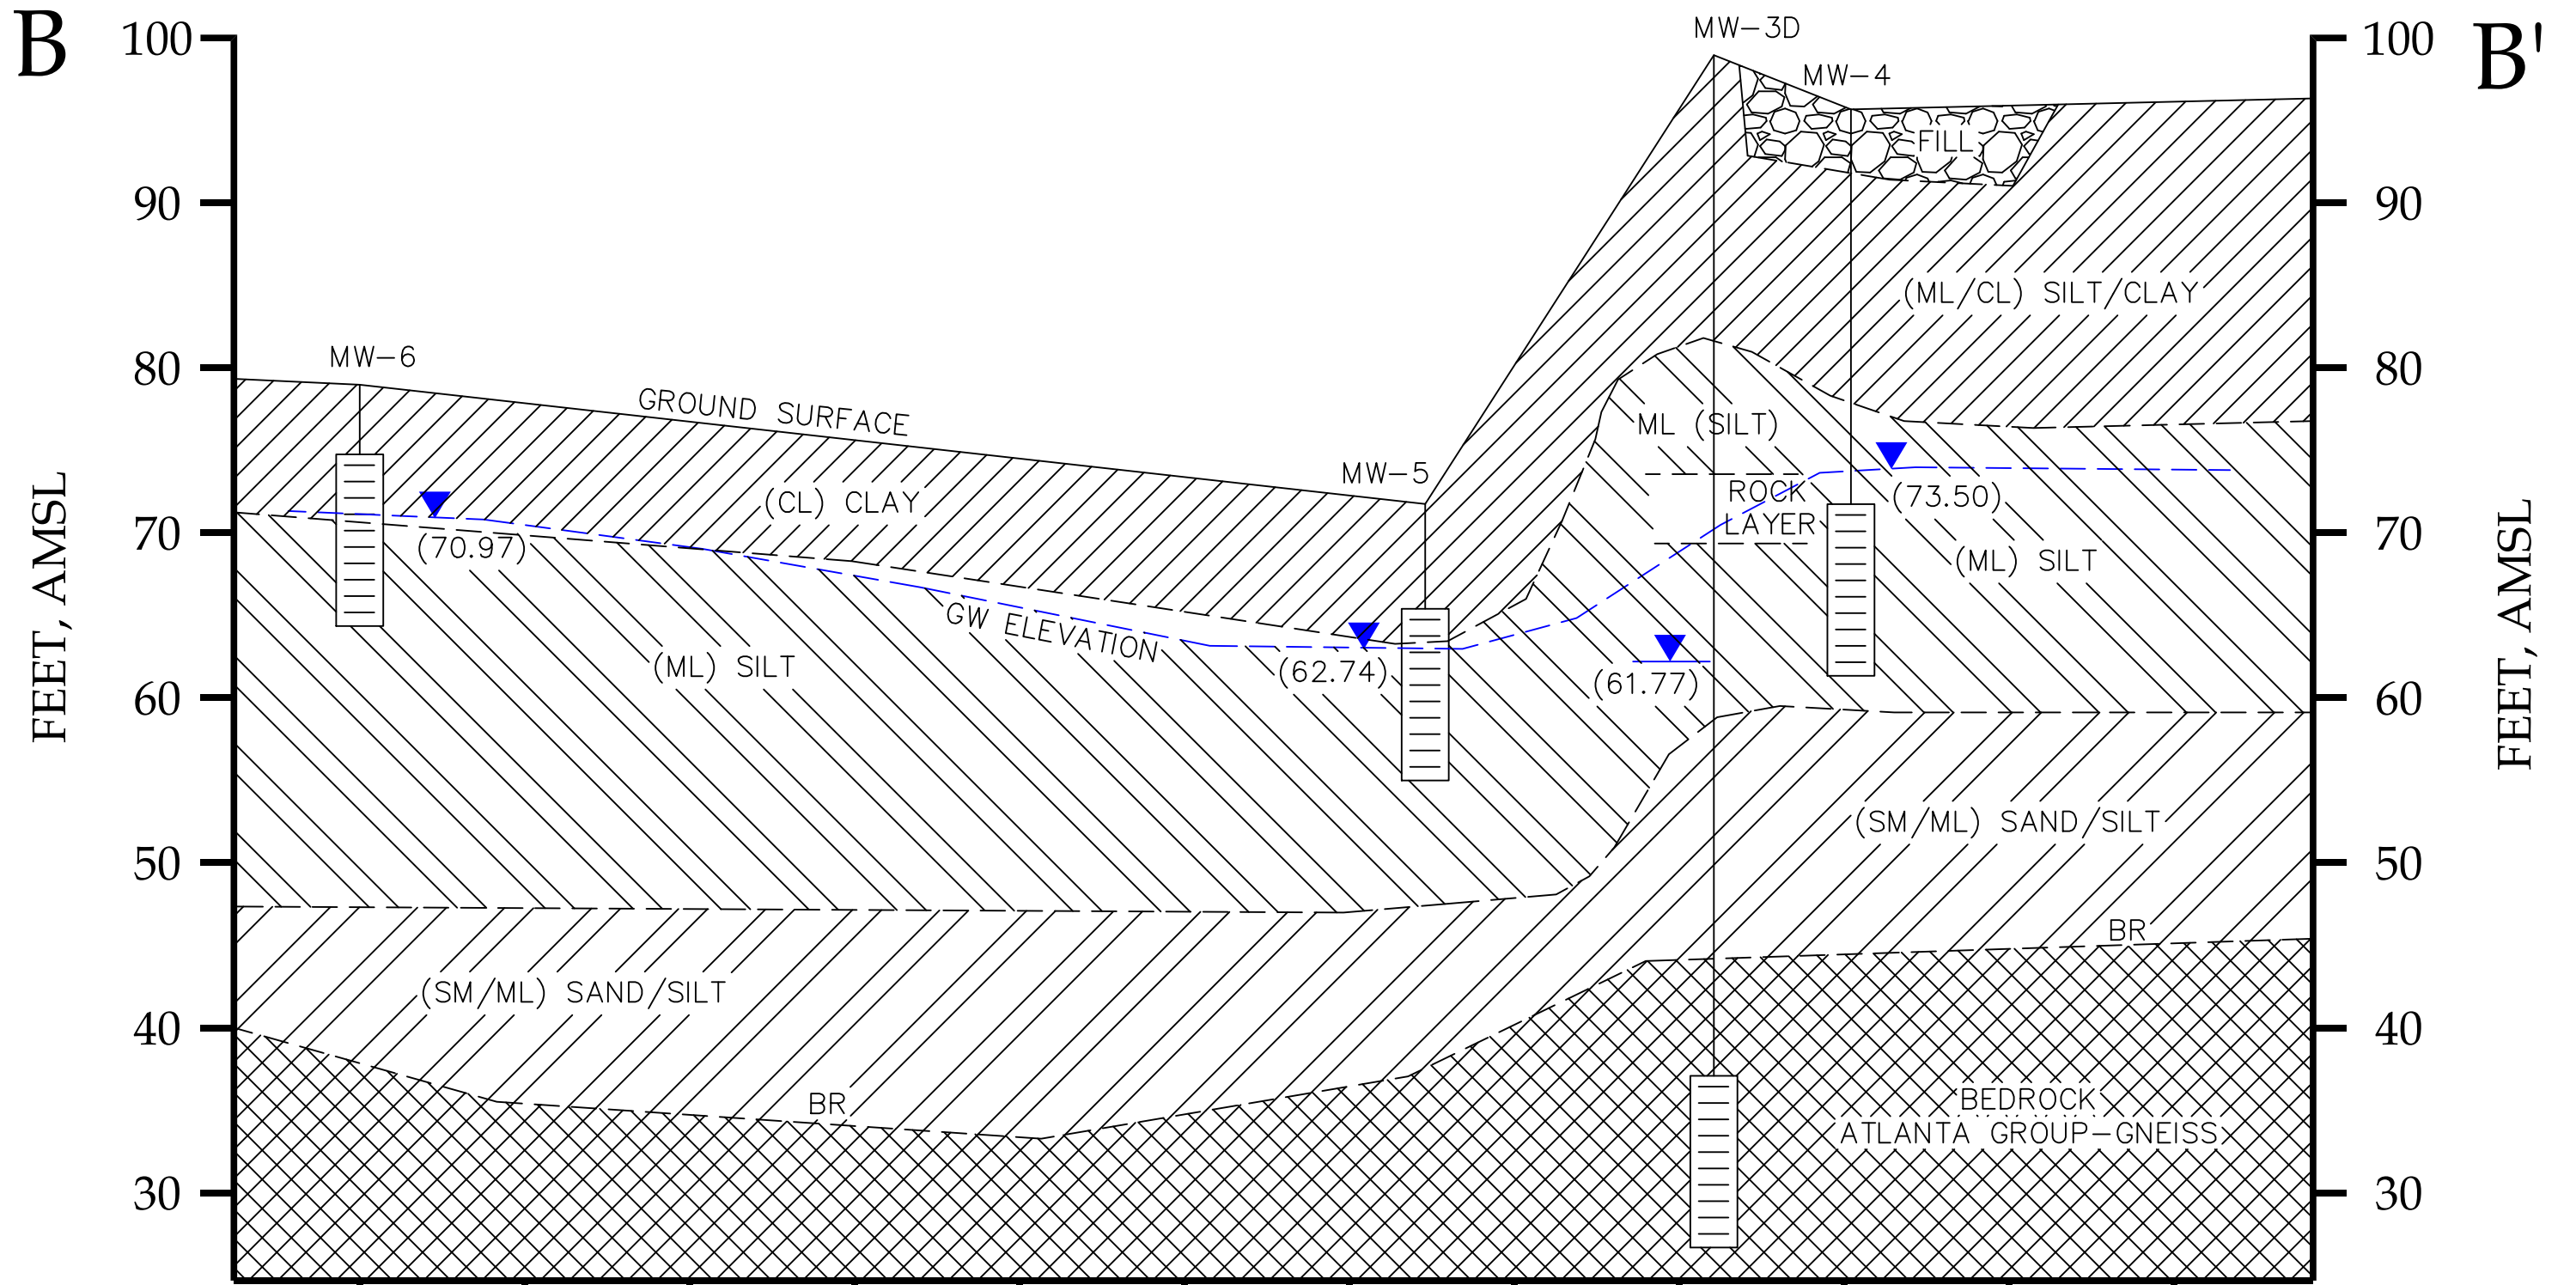 B
B'
100
90
80
70
60
50
40
30
FEET, AMSL
MW-6
GROUND SURFACE
(CL) CLAY
(70.97)
(ML) SILT
GW ELEVATION
(SM/ML) SAND/SILT
BR
MW-5
(62.74)
MW-3D
MW-4
FILL
(ML/CL) SILT/CLAY
ML (SILT)
ROCK
LAYER
(73.50)
(ML) SILT
(61.77)
(SM/ML) SAND/SILT
BR
BEDROCK
ATLANTA GROUP-GNEISS
100
90
80
70
60
50
40
30
FEET, AMSL